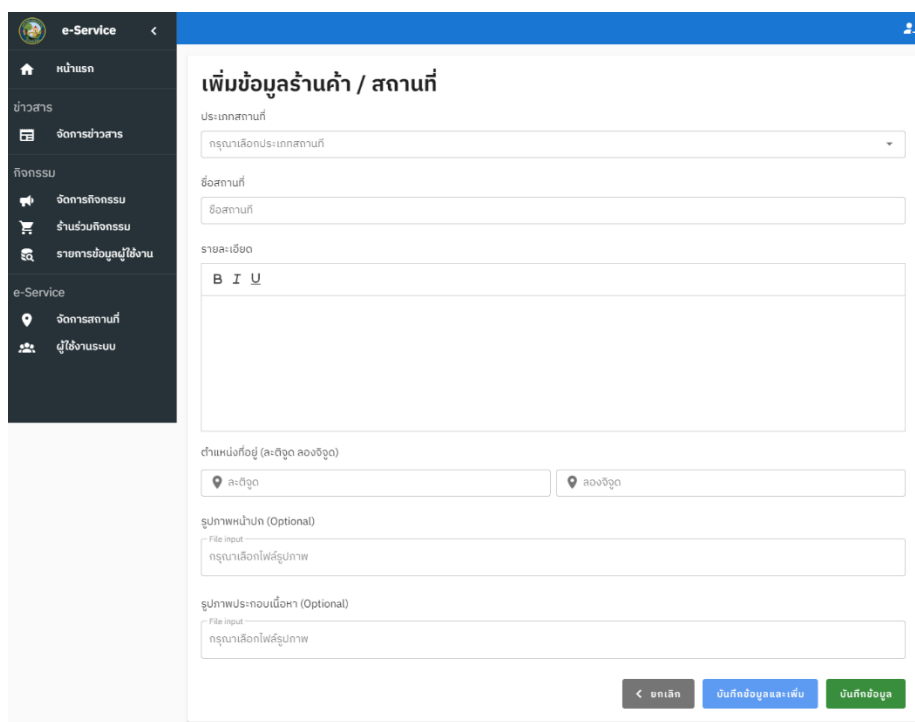 e-Service
หน้าแรก
ข่าวสาร
จัดการข่าวสาร
กิจกรรม
จัดการกิจกรรม
ร้านร่วมกิจกรรม
รายการข้อมูลผู้ใช้งาน
e-Service
จัดการสถานที่
ผู้ใช้งานระบบ
เพิ่มข้อมูลร้านค้า / สถานที่
ประเภทสถานที่
กรุณาเลือกประเภทสถานที่
ชื่อสถานที่
ชื่อสถานที่
รายละเอียด
B I U
ตำแหน่งที่อยู่ (ละติจูด ลองจิจูด)
ละติจูด ลองจิจูด
รูปภาพหน้าปก (Optional)
File input
กรุณาเลือกไฟล์รูปภาพ
รูปภาพประกอบเนื้อหา (Optional)
File input
กรุณาเลือกไฟล์รูปภาพ
ยกเลิก บันทึกข้อมูลและเพิ่ม บันทึกข้อมูล